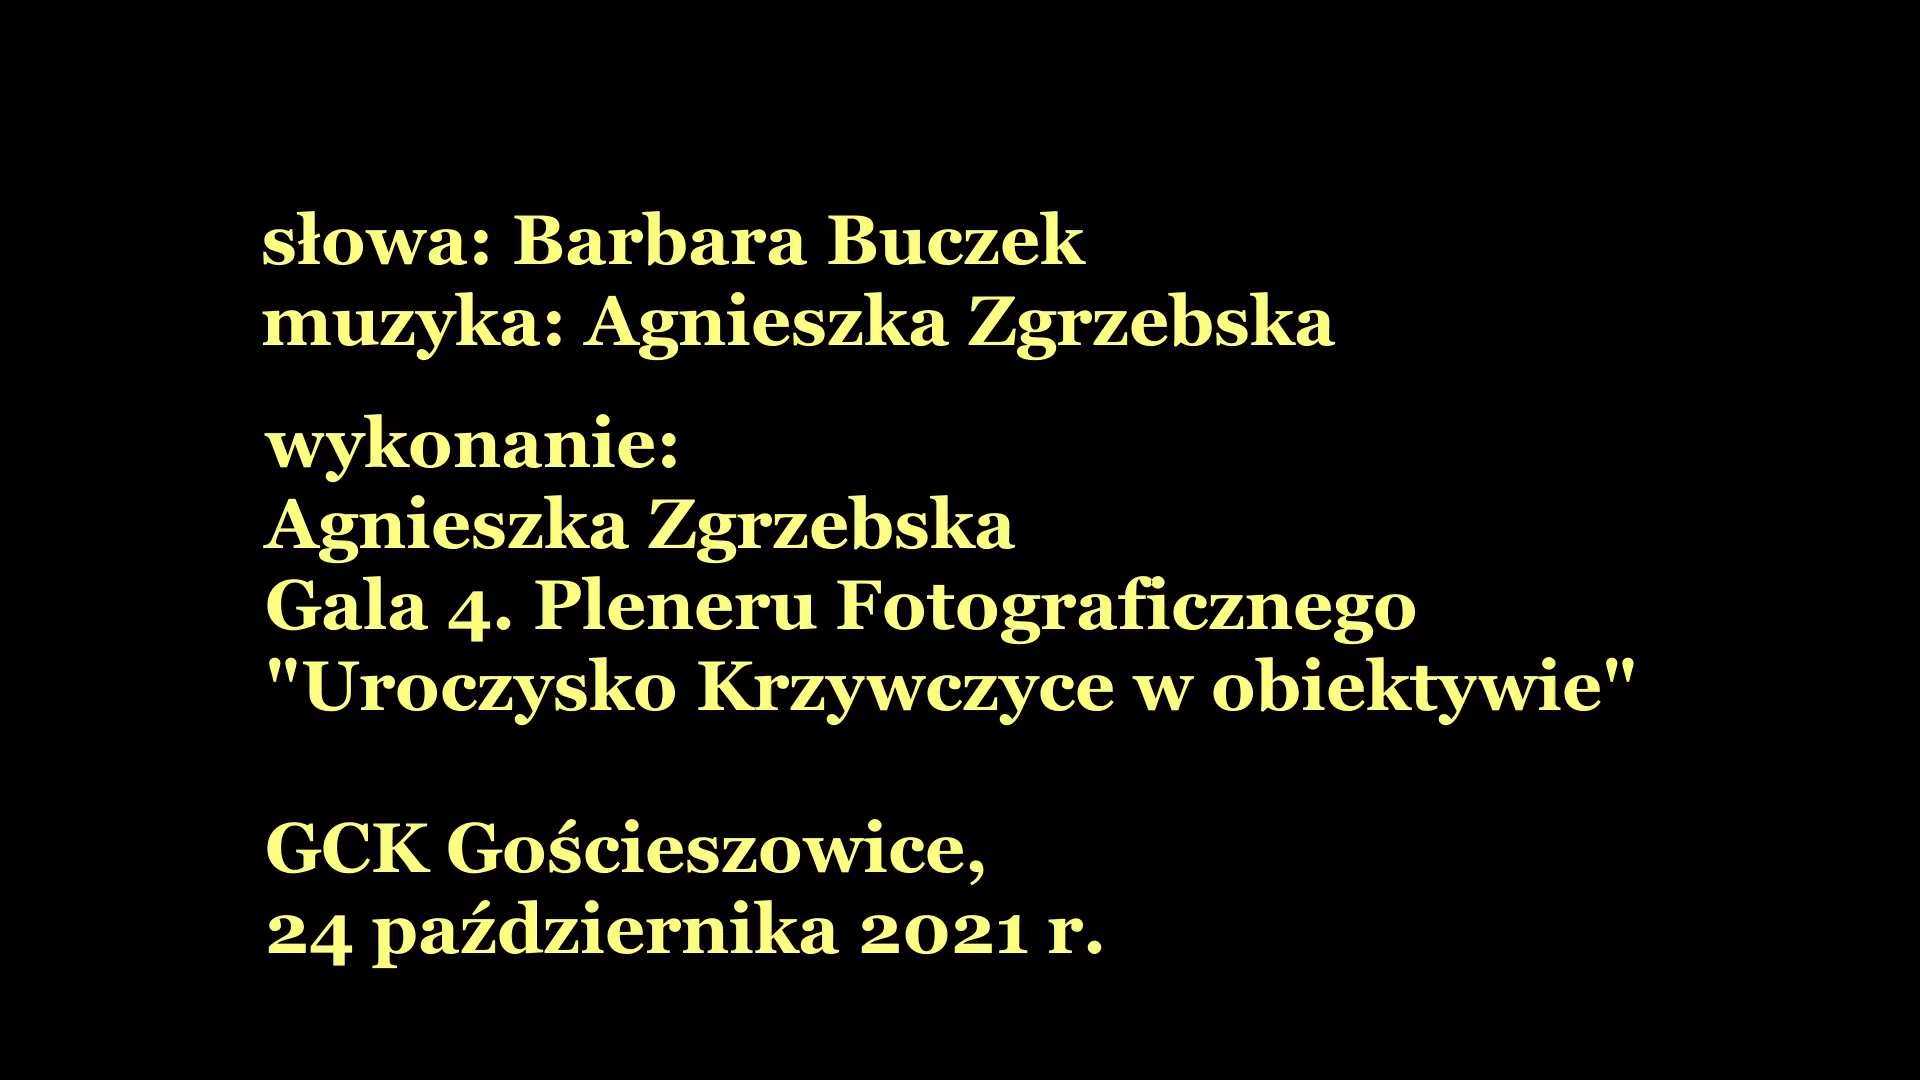 słowa: Barbara Buczek
muzyka: Agnieszka Zgrzebska
wykonanie:
Agnieszka Zgrzebska
Gala 4. Pleneru Fotograficznego
"Uroczysko Krzywczyce w obiektywie"
GCK Gościeszowice,
24 października 2021 r.